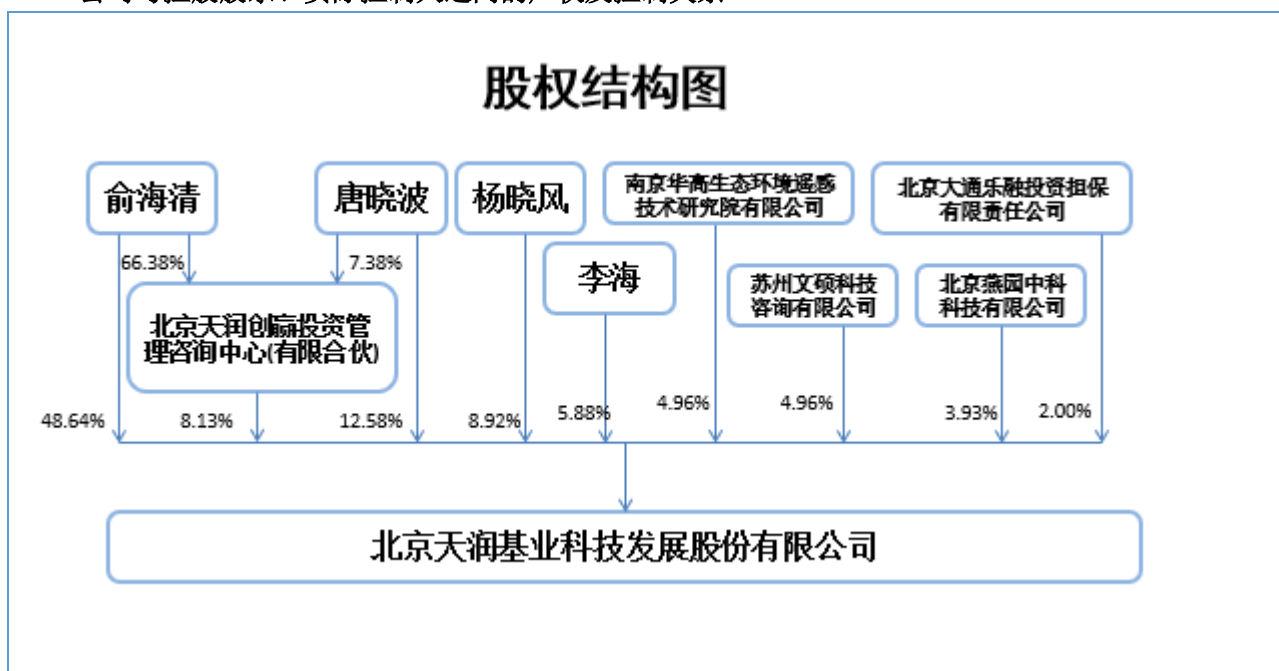 股权结构图
俞海清
唐晓波
杨晓风
南京华高生态环境遥感
技术研究院有限公司
北京大通乐融投资担保
有限责任公司
66.38%
7.38%
李海
苏州文硕科技
咨询有限公司
北京燕园中科
科技有限公司
北京天润创赢投资管
理咨询中心(有限合伙)
48.64%
8.13%
12.58%
8.92%
5.88%
4.96%
4.96%
3.93%
2.00%
北京天润基业科技发展股份有限公司